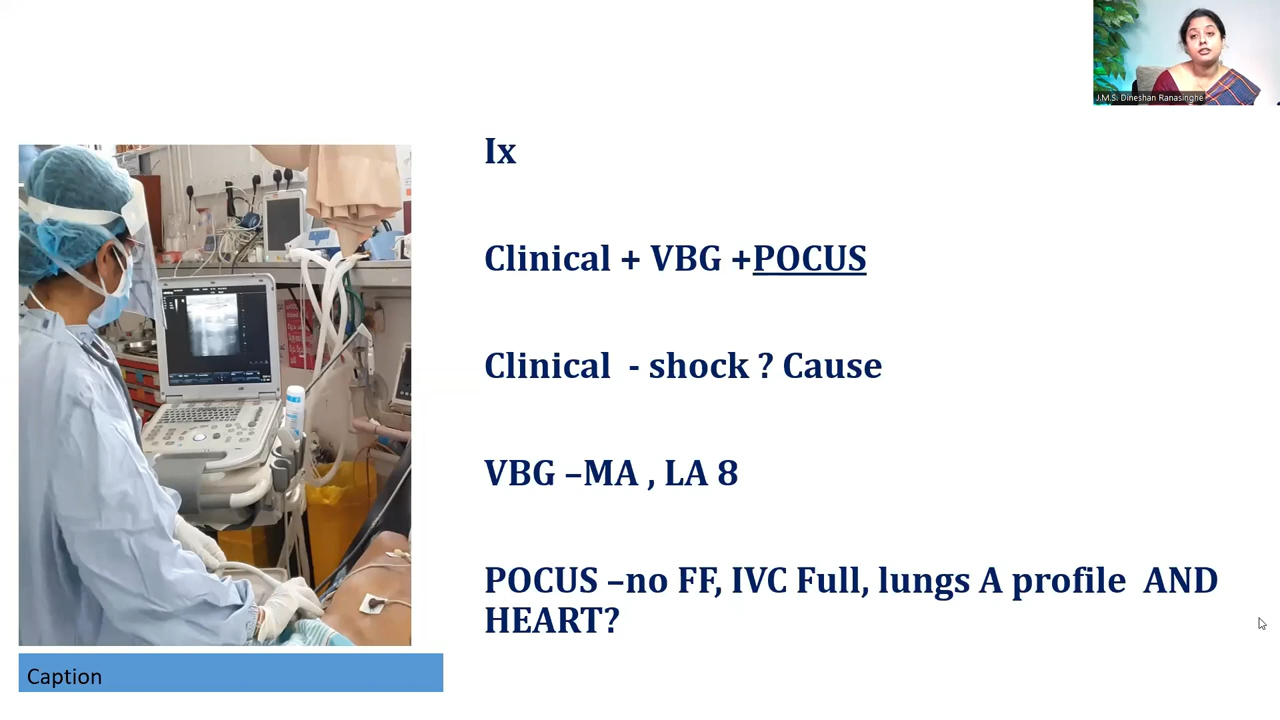 J.M.S. Dineshan Ranasinghe
Ix
Clinical + VBG +POCUS
Clinical - shock ? Cause
VBG –MA , LA 8
POCUS –no FF, IVC Full, lungs A profile AND
HEART?
Caption